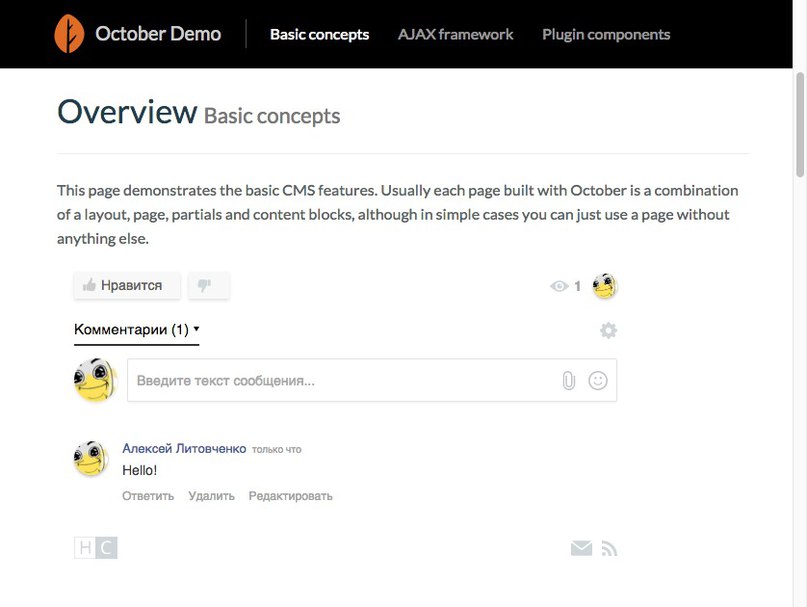 October Demo
Basic concepts
AJAX framework
Plugin components
Overview Basic concepts
This page demonstrates the basic CMS features. Usually each page built with October is a combination
of a layout, page, partials and content blocks, although in simple cases you can just use a page without
anything else.
Нравится
1
Комментарии (1)
Введите текст сообщения...
Алексей Литовченко только что
Hello!
Ответить Удалить Редактировать
HC